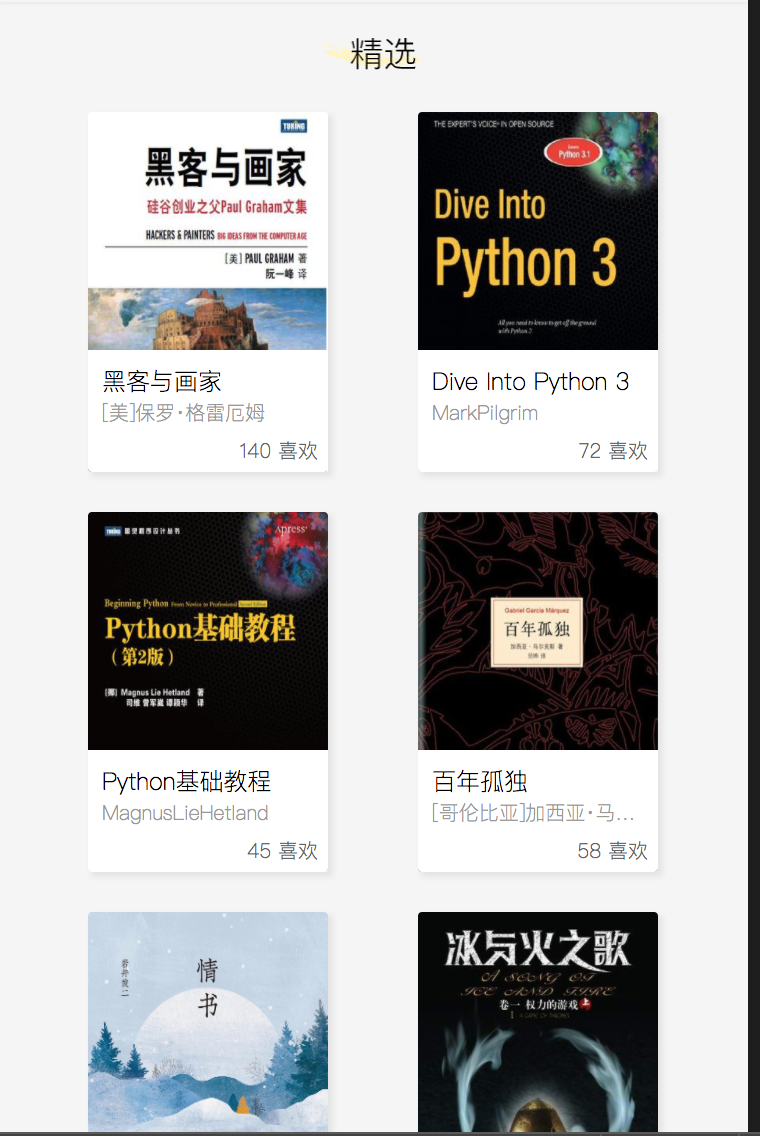 精选
TURING
黑客与画家
硅谷创业之父Paul Graham文集
HACKERS & PAINTERS BIG IDEAS FROM THE COMPUTER AGE
[美] PAUL GRAHAM 著
阮一峰 译
黑客与画家
[美]保罗·格雷厄姆
140 喜欢
THE EXPERT'S VOICE® IN OPEN SOURCE
Python 3.1
Dive Into
Python 3
All you need to know to get off the ground
with Python 3
Dive Into Python 3
MarkPilgrim
72 喜欢
TURING 图灵程序设计丛书
Apress®
Beginning Python From Novice to Professional Second Edition
Python基础教程
(第2版)
[挪] Magnus Lie Hetland 著
司维 曾军崴 谭颖华 译
Python基础教程
MagnusLieHetland
45 喜欢
Gabriel García Márquez
百年孤独
加西亚·马尔克斯 著
范晔 译
百年孤独
[哥伦比亚]加西亚·马...
58 喜欢
岩井俊二
情书
冰与火之歌
A SONG OF
ICE AND FIRE
卷一 权力的游戏 上
1 A GAME OF THRONES